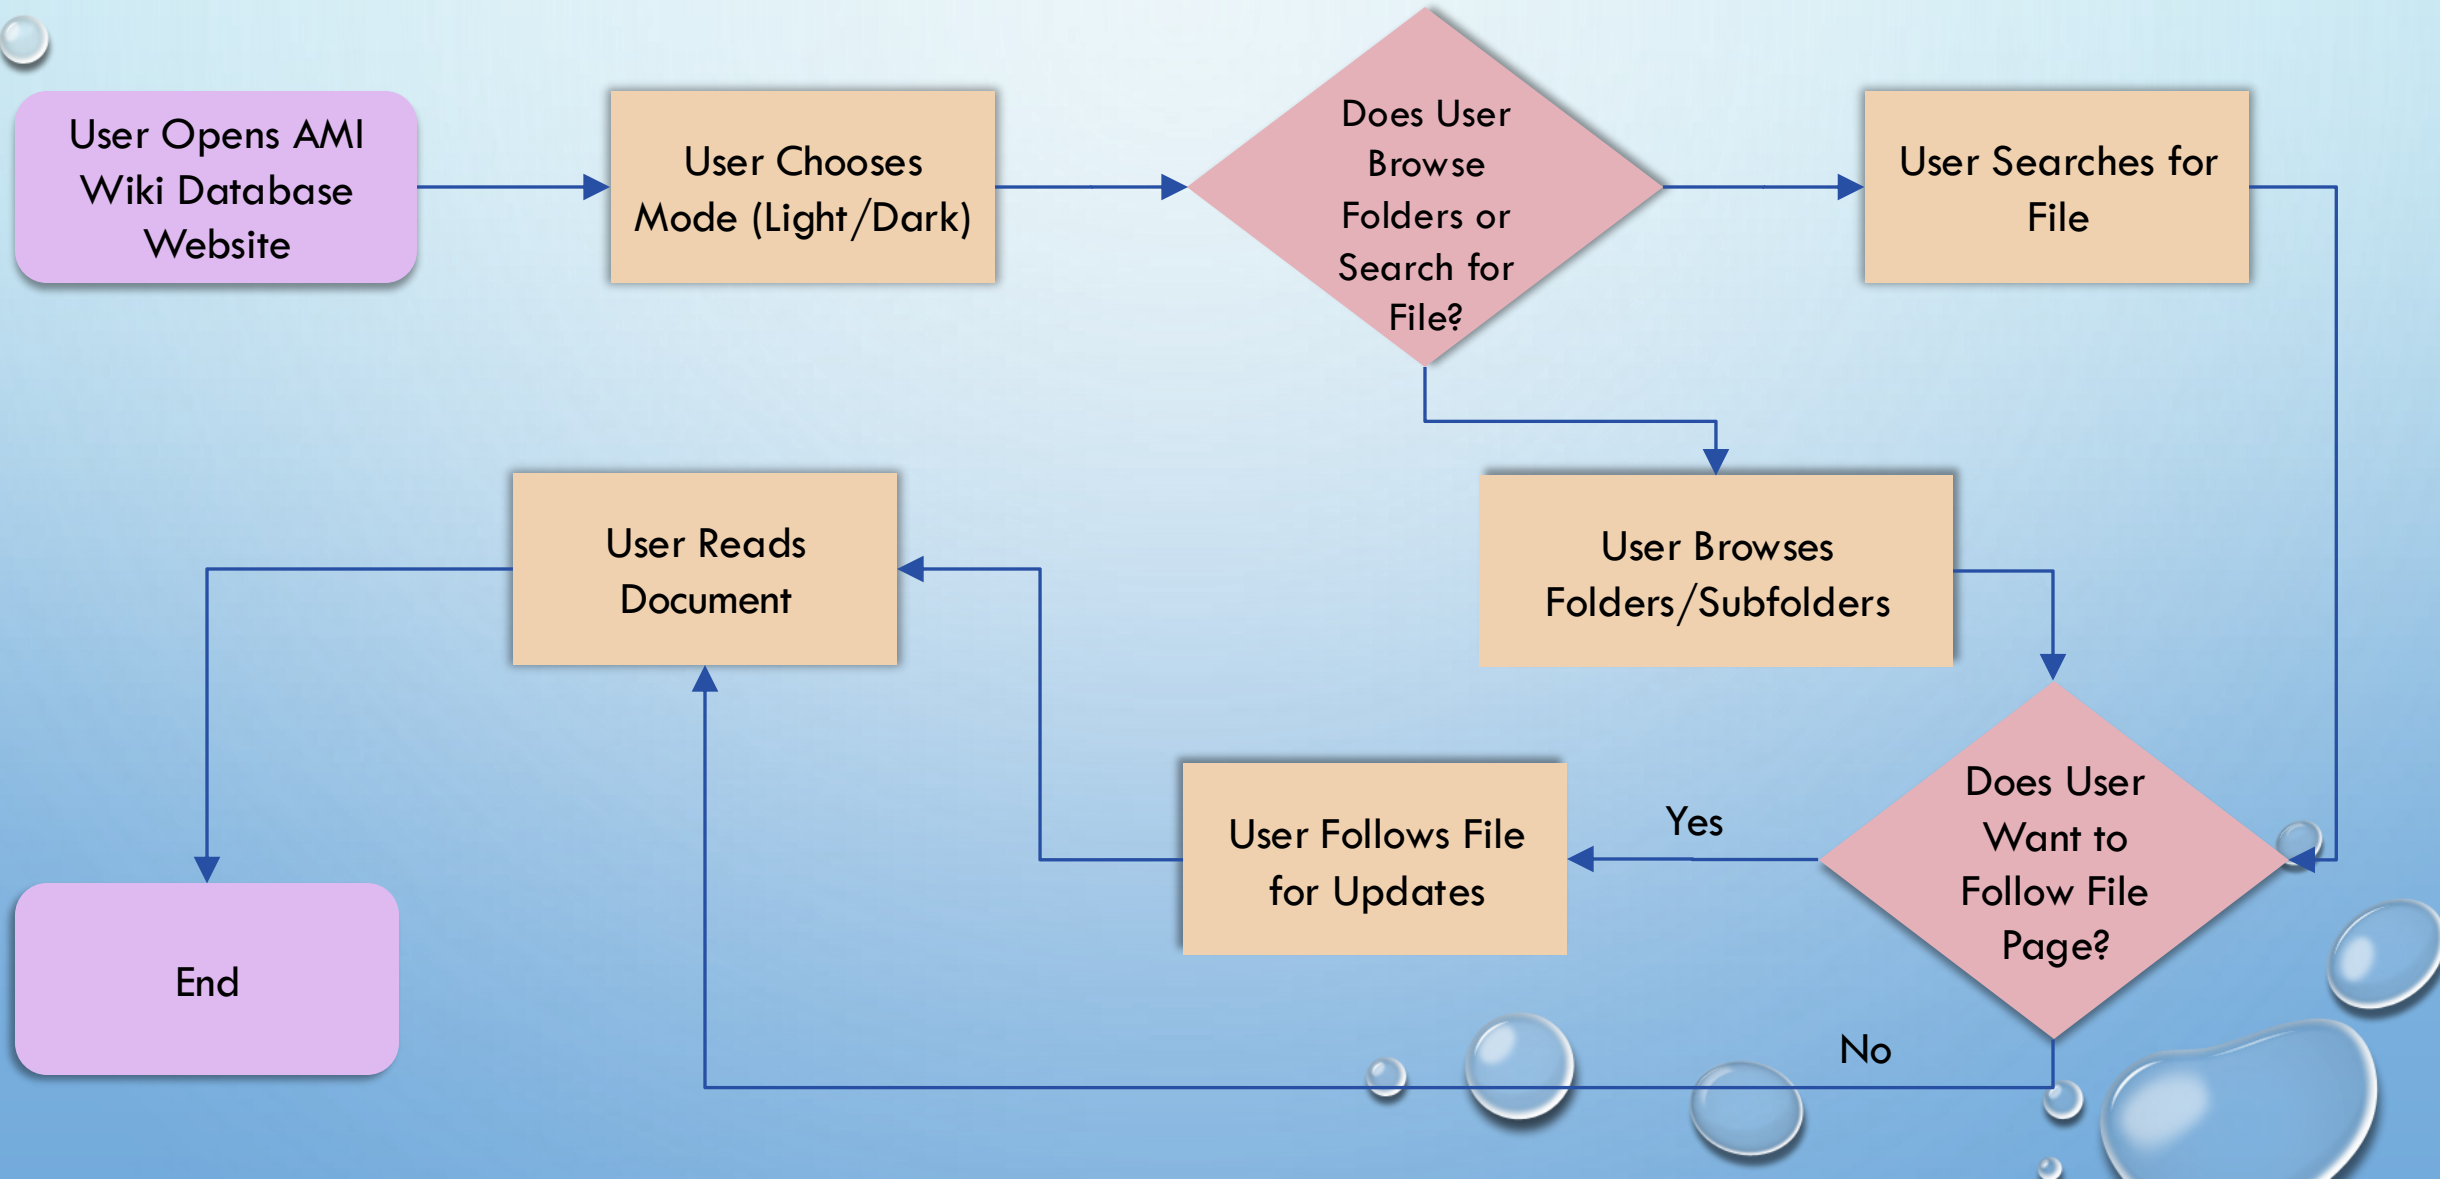 User Opens AMI
Wiki Database
Website
User Chooses
Mode (Light/Dark)
Does User
Browse
Folders or
Search for
File?
User Searches for
File
User Browses
Folders/Subfolders
Does User
Want to
Follow File
Page?
Yes
User Follows File
for Updates
No
User Reads
Document
End